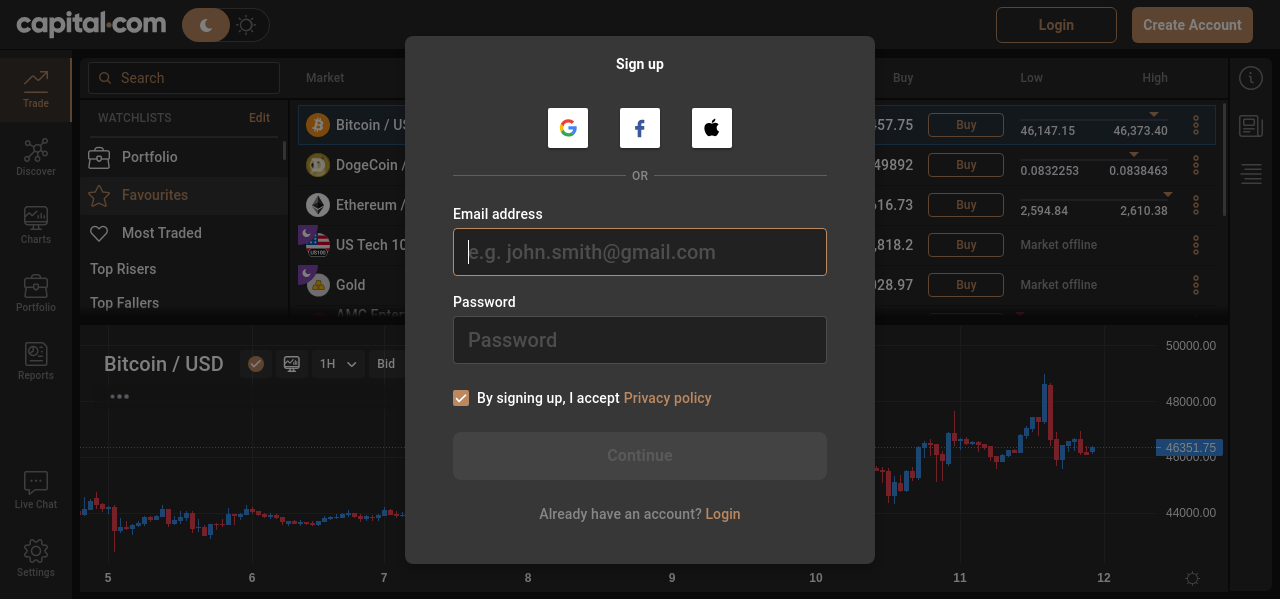 capital.com
Login
Create Account
Sign up
Search
Market
Buy
Low
High
Trade
WATCHLISTS
Edit
Bitcoin / US
57.75
Buy
46,147.15
46,373.40
Discover
Portfolio
DogeCoin /
49892
Buy
0.0832253
0.0838463
OR
Favourites
Ethereum /
616.73
Buy
2,594.84
2,610.38
Email address
Charts
Most Traded
US Tech 10
,818.2
Buy
Market offline
e.g. john.smith@gmail.com
Top Risers
Gold
28.97
Buy
Market offline
Portfolio
Top Fallers
Password
AMC Enter
Password
50000.00
Bitcoin / USD
1H
Bid
Reports
By signing up, I accept Privacy policy
48000.00
46351.75
46000.00
Continue
Live Chat
Already have an account? Login
44000.00
Settings
5
6
7
8
9
10
11
12